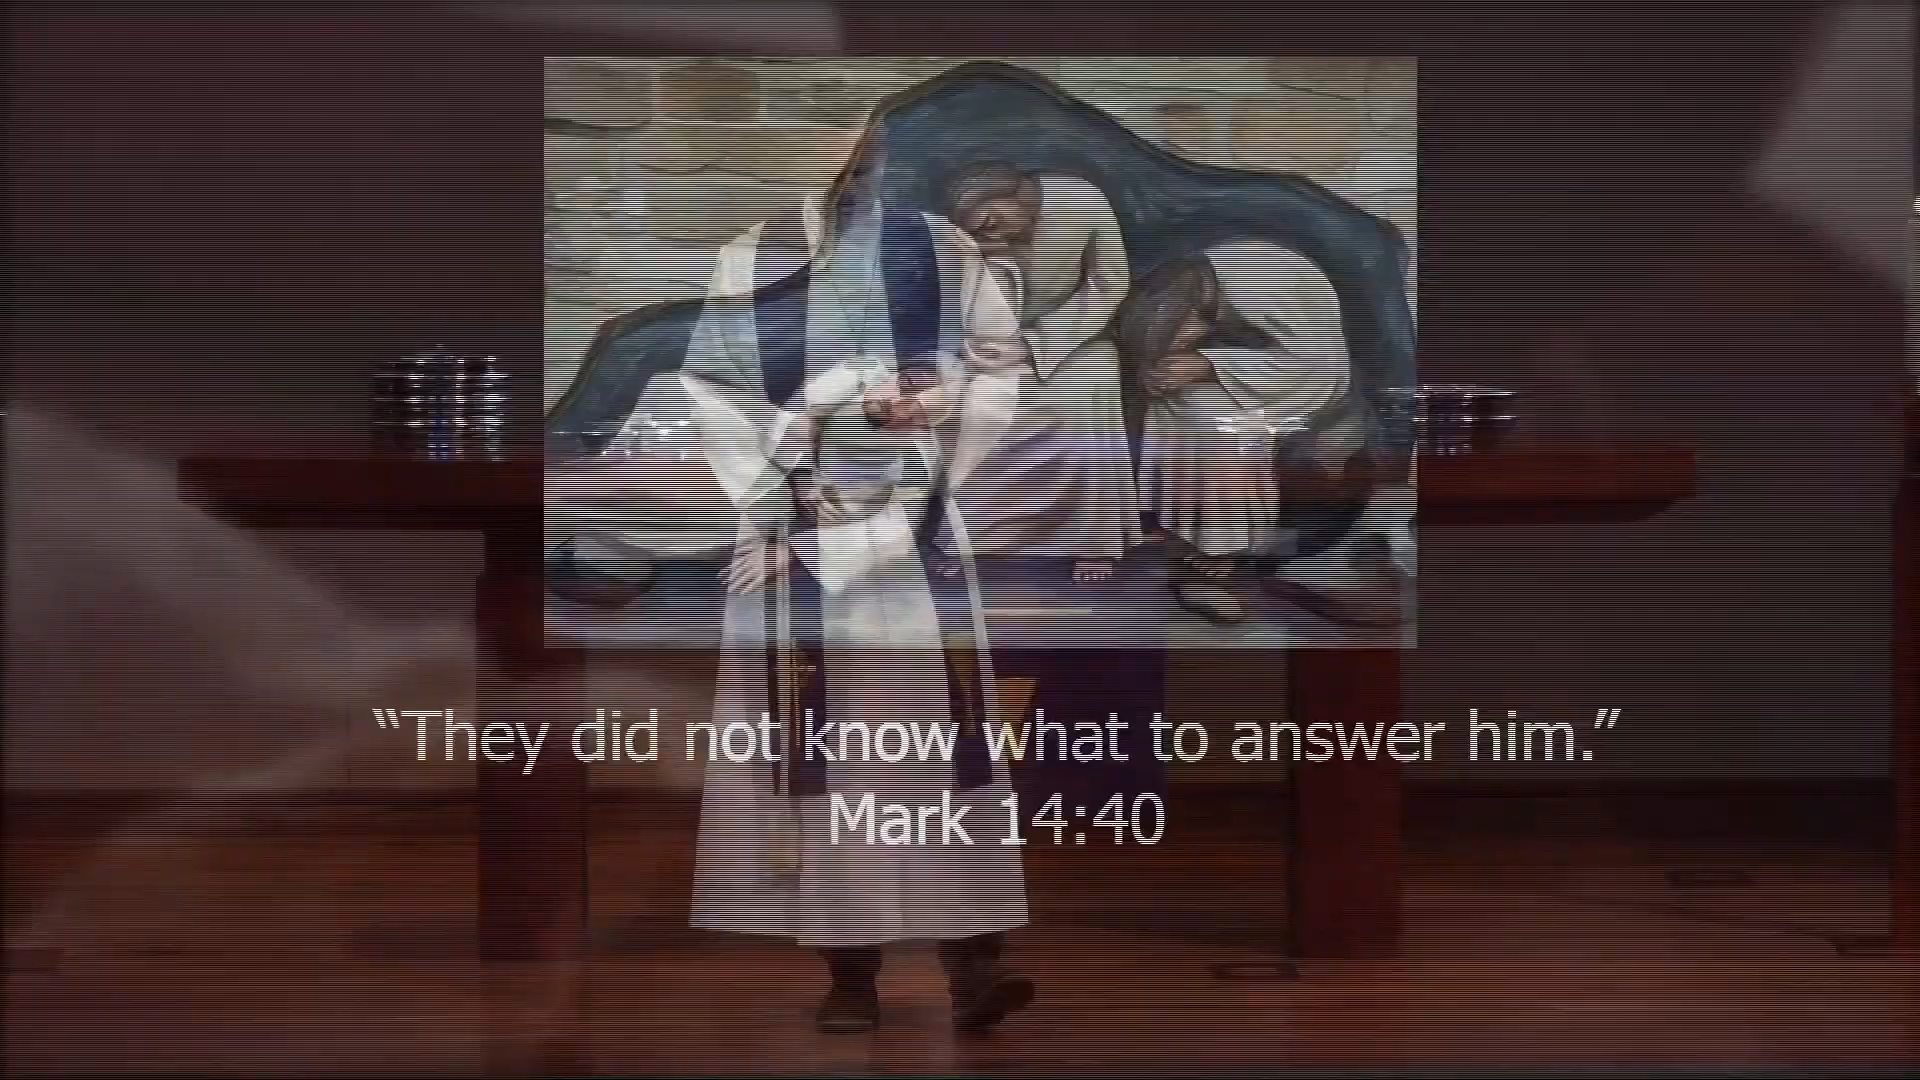 “They did not know what to answer him.”
Mark 14:40